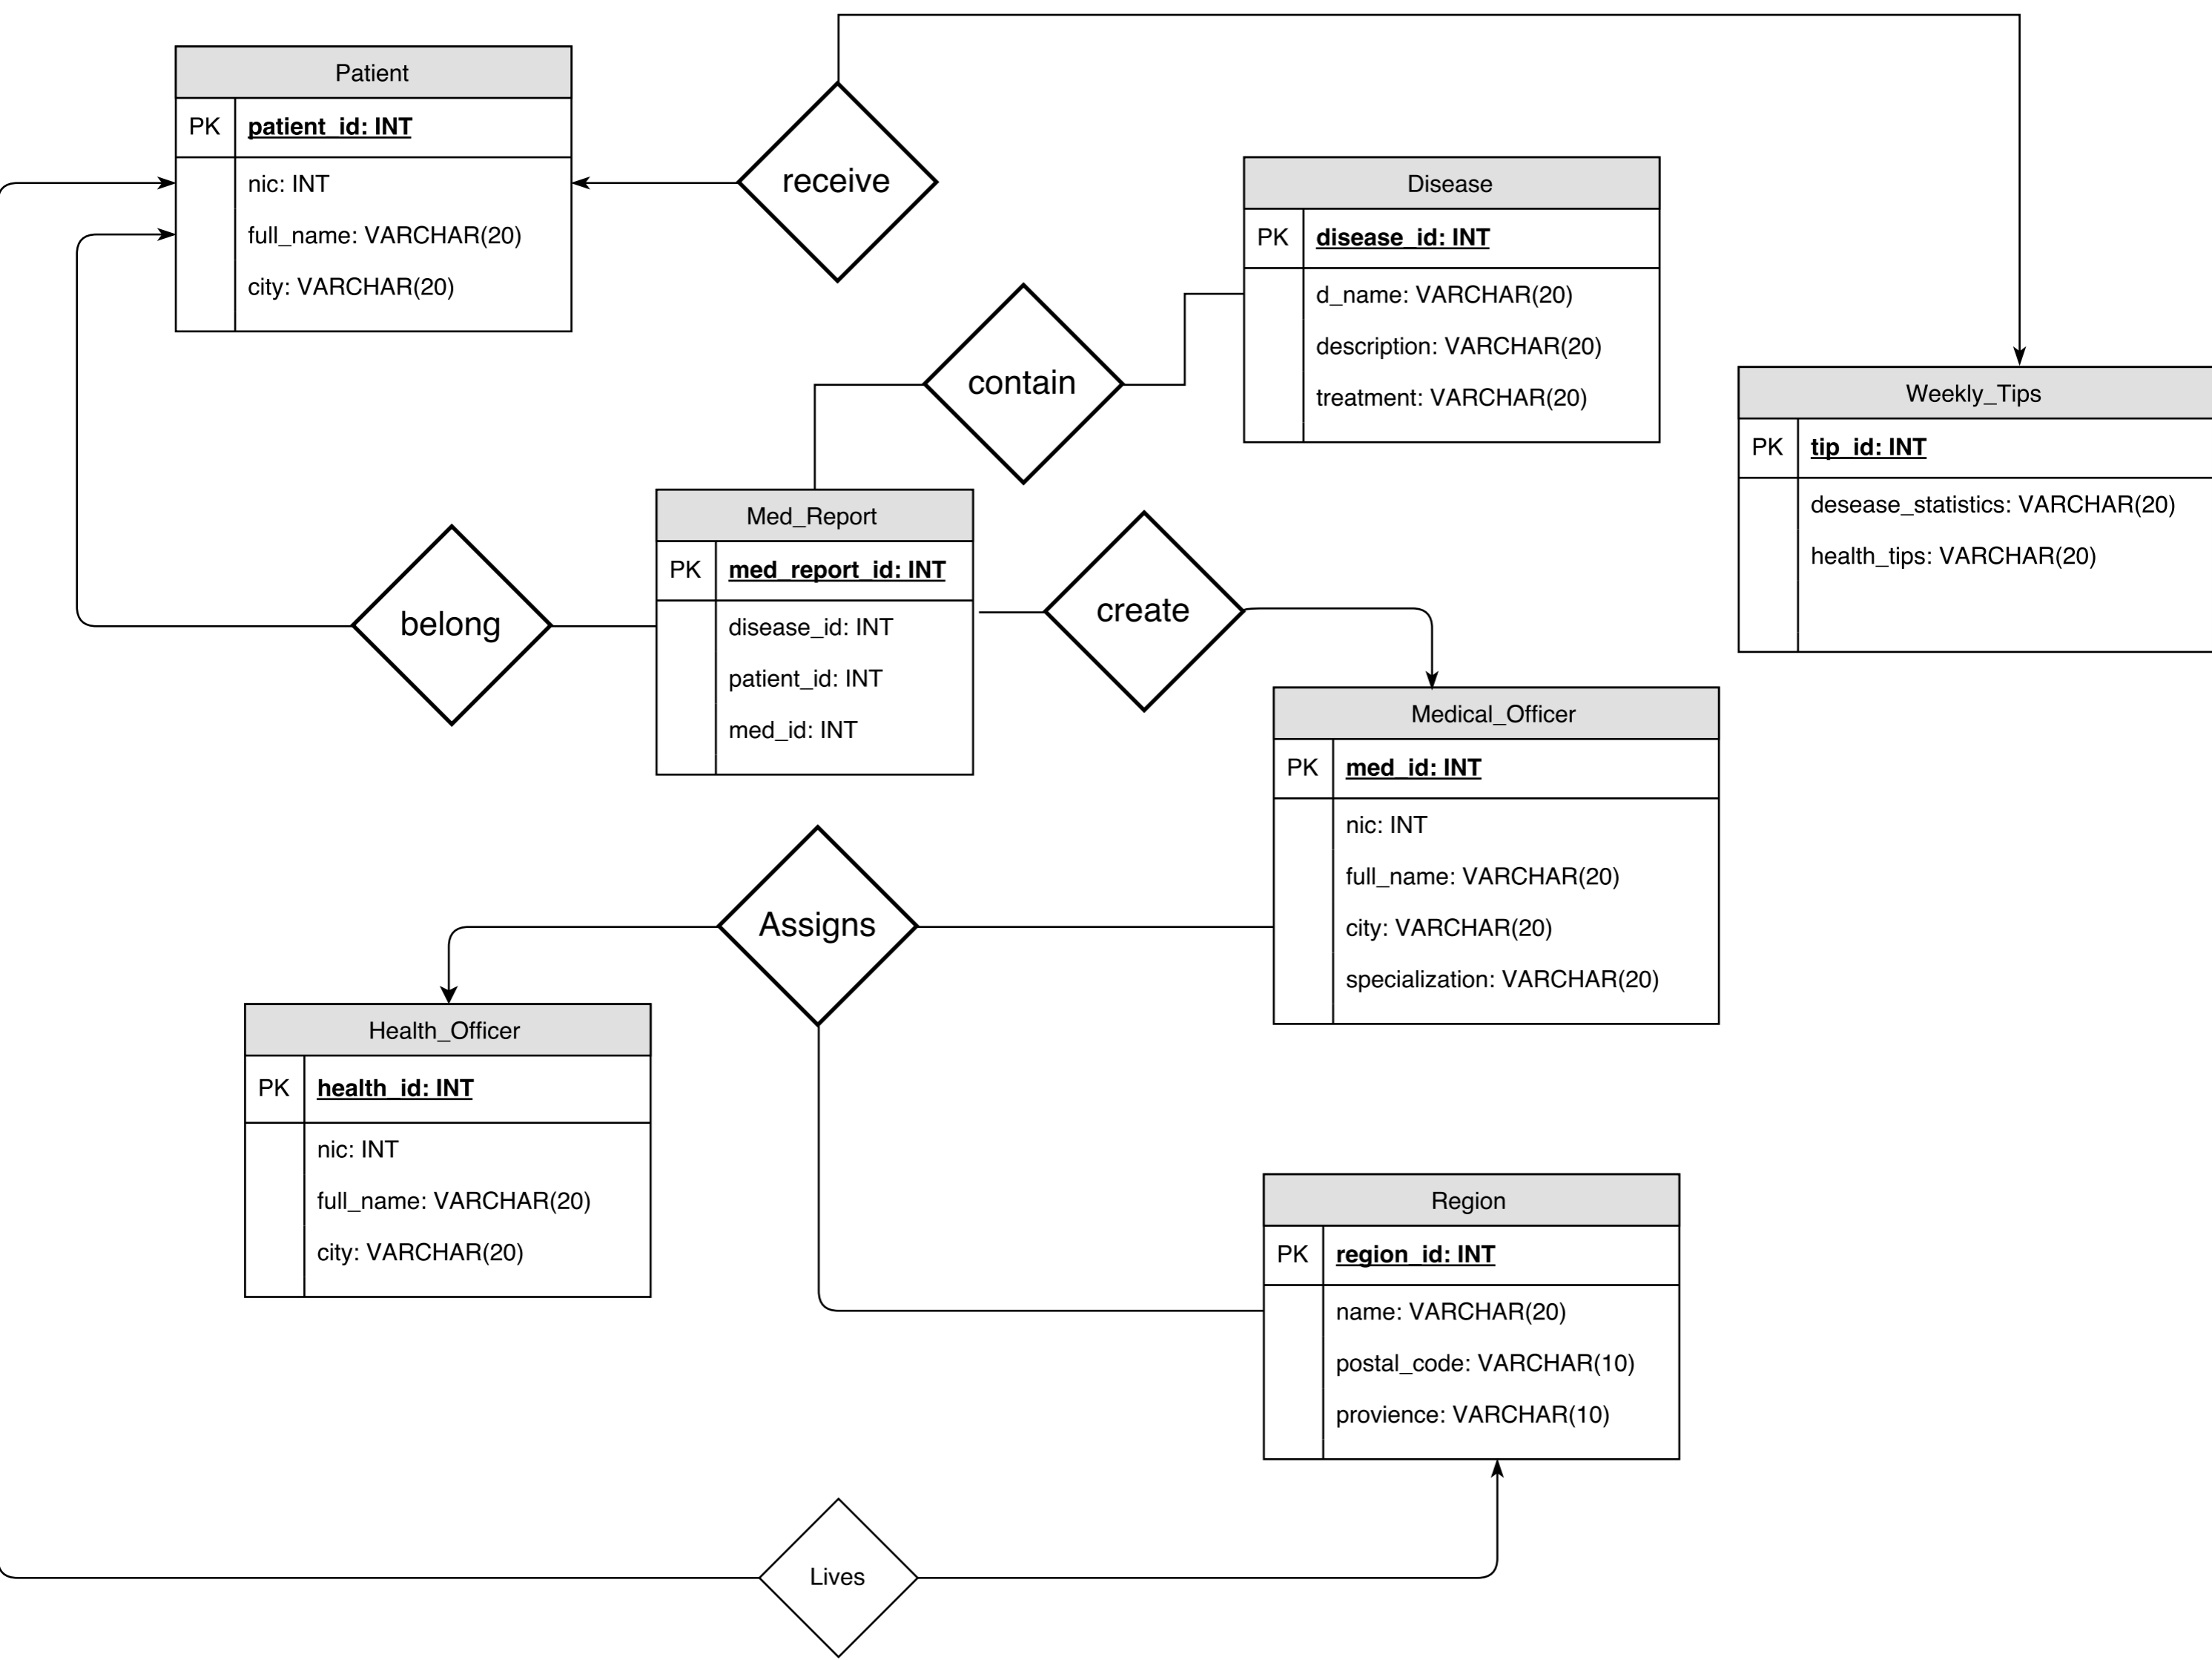 Patient
PK patient_id: INT
nic: INT
full_name: VARCHAR(20)
city: VARCHAR(20)
receive
Disease
PK disease_id: INT
d_name: VARCHAR(20)
description: VARCHAR(20)
treatment: VARCHAR(20)
contain
Weekly_Tips
PK tip_id: INT
desease_statistics: VARCHAR(20)
health_tips: VARCHAR(20)
Med_Report
PK med_report_id: INT
disease_id: INT
patient_id: INT
med_id: INT
belong
create
Medical_Officer
PK med_id: INT
nic: INT
full_name: VARCHAR(20)
city: VARCHAR(20)
specialization: VARCHAR(20)
Assigns
Health_Officer
PK health_id: INT
nic: INT
full_name: VARCHAR(20)
city: VARCHAR(20)
Region
PK region_id: INT
name: VARCHAR(20)
postal_code: VARCHAR(10)
provience: VARCHAR(10)
Lives